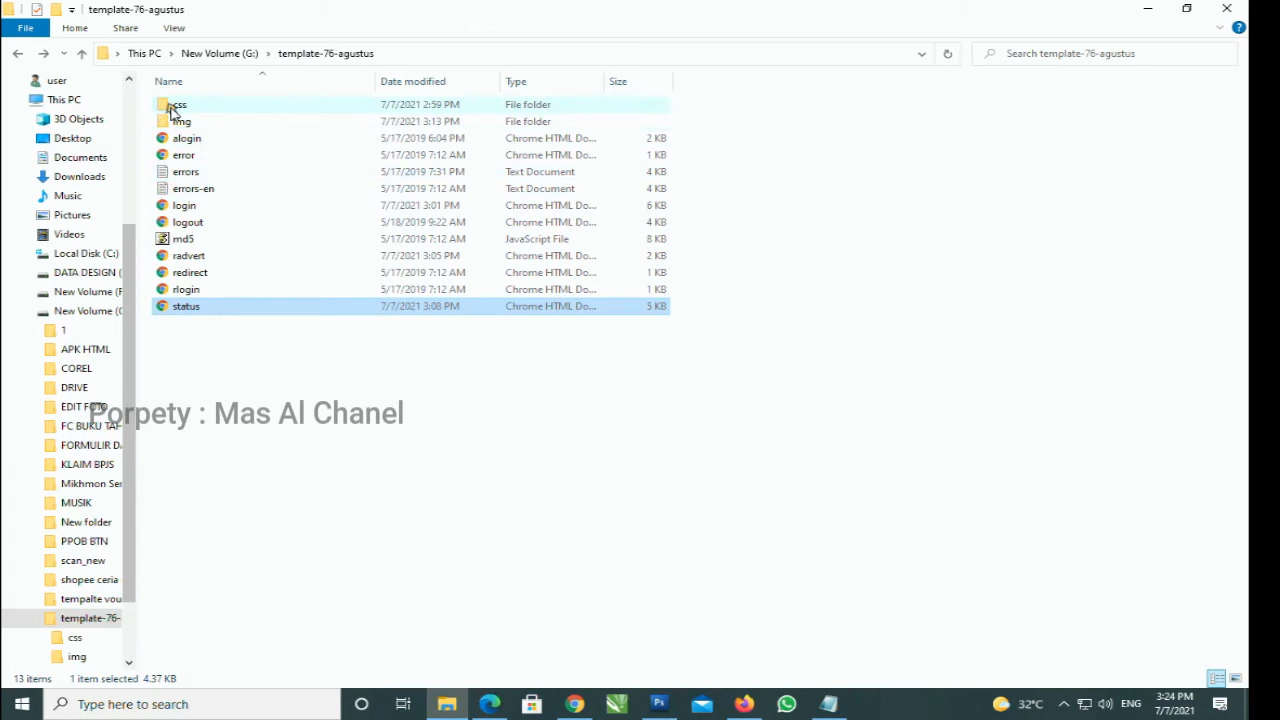 template-76-agustus
File Home Share View
This PC New Volume (G:) template-76-agustus
Search template-76-agustus
Name Date modified Type Size
css 7/7/2021 2:59 PM File folder
img 7/7/2021 3:13 PM File folder
alogin 5/17/2019 6:04 PM Chrome HTML Do... 2 KB
error 5/17/2019 7:12 AM Chrome HTML Do... 1 KB
errors 5/17/2019 7:31 PM Text Document 4 KB
errors-en 5/17/2019 7:12 AM Text Document 4 KB
login 7/7/2021 3:01 PM Chrome HTML Do... 6 KB
logout 5/18/2019 9:22 AM Chrome HTML Do... 4 KB
md5 5/17/2019 7:12 AM JavaScript File 8 KB
radvert 7/7/2021 3:05 PM Chrome HTML Do... 2 KB
redirect 5/17/2019 7:12 AM Chrome HTML Do... 1 KB
rlogin 5/17/2019 7:12 AM Chrome HTML Do... 1 KB
status 7/7/2021 3:08 PM Chrome HTML Do... 5 KB
user
This PC
3D Objects
Desktop
Documents
Downloads
Music
Pictures
Videos
Local Disk (C:)
DATA DESIGN (
New Volume (F
New Volume (G
1
APK HTML
COREL
DRIVE
EDIT FOTO
FC BUKU TAH
FORMULIR DA
KLAIM BPJS
Mikhmon Ser
MUSIK
New folder
PPOB BTN
scan_new
shopee ceria
tempalte vou
template-76-
css
img
Porpety : Mas Al Chanel
13 items 1 item selected 4.37 KB
Type here to search
Ps
32°C
ENG
3:24 PM
7/7/2021